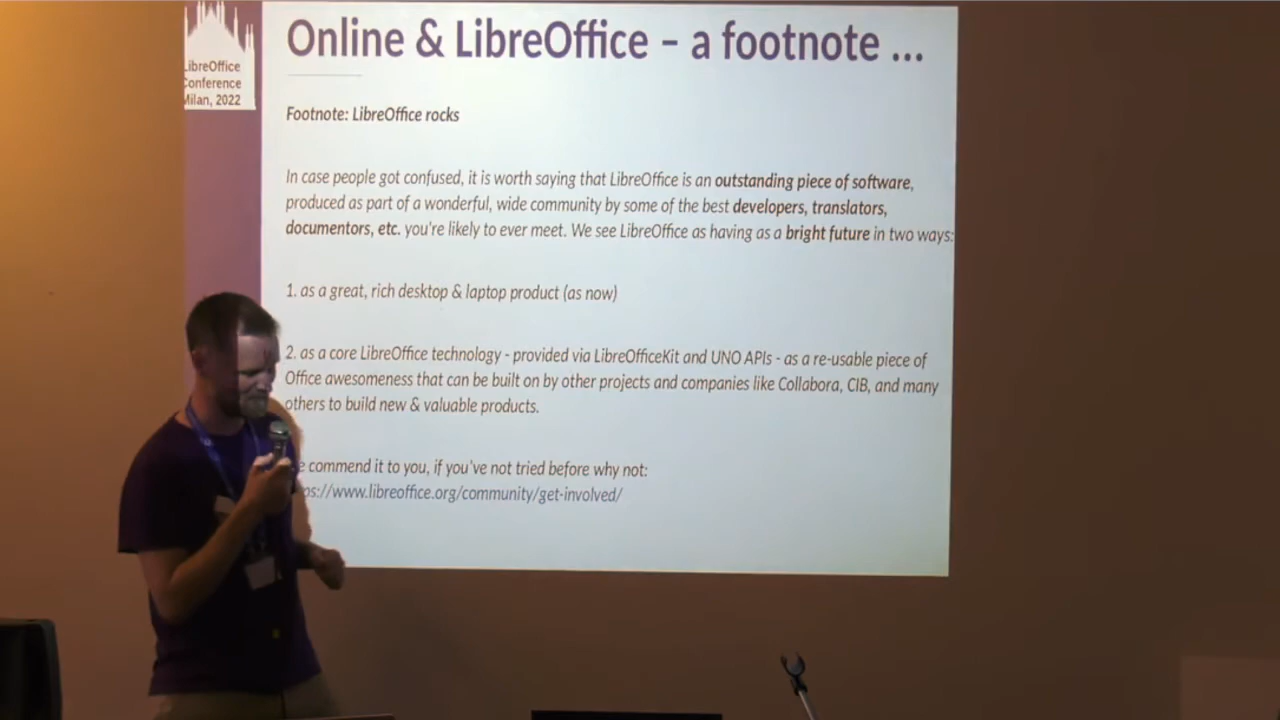 Online & LibreOffice – a footnote ...
LibreOffice
Conference
Milan, 2022
Footnote: LibreOffice rocks
In case people got confused, it is worth saying that LibreOffice is an outstanding piece of software,
produced as part of a wonderful, wide community by some of the best developers, translators,
documentors, etc. you're likely to ever meet. We see LibreOffice as having as a bright future in two ways:
1. as a great, rich desktop & laptop product (as now)
2. as a core LibreOffice technology - provided via LibreOfficeKit and UNO APIs - as a re-usable piece of
Office awesomeness that can be built on by other projects and companies like Collabora, CIB, and many
others to build new & valuable products.
e commend it to you, if you've not tried before why not:
ps://www.libreoffice.org/community/get-involved/